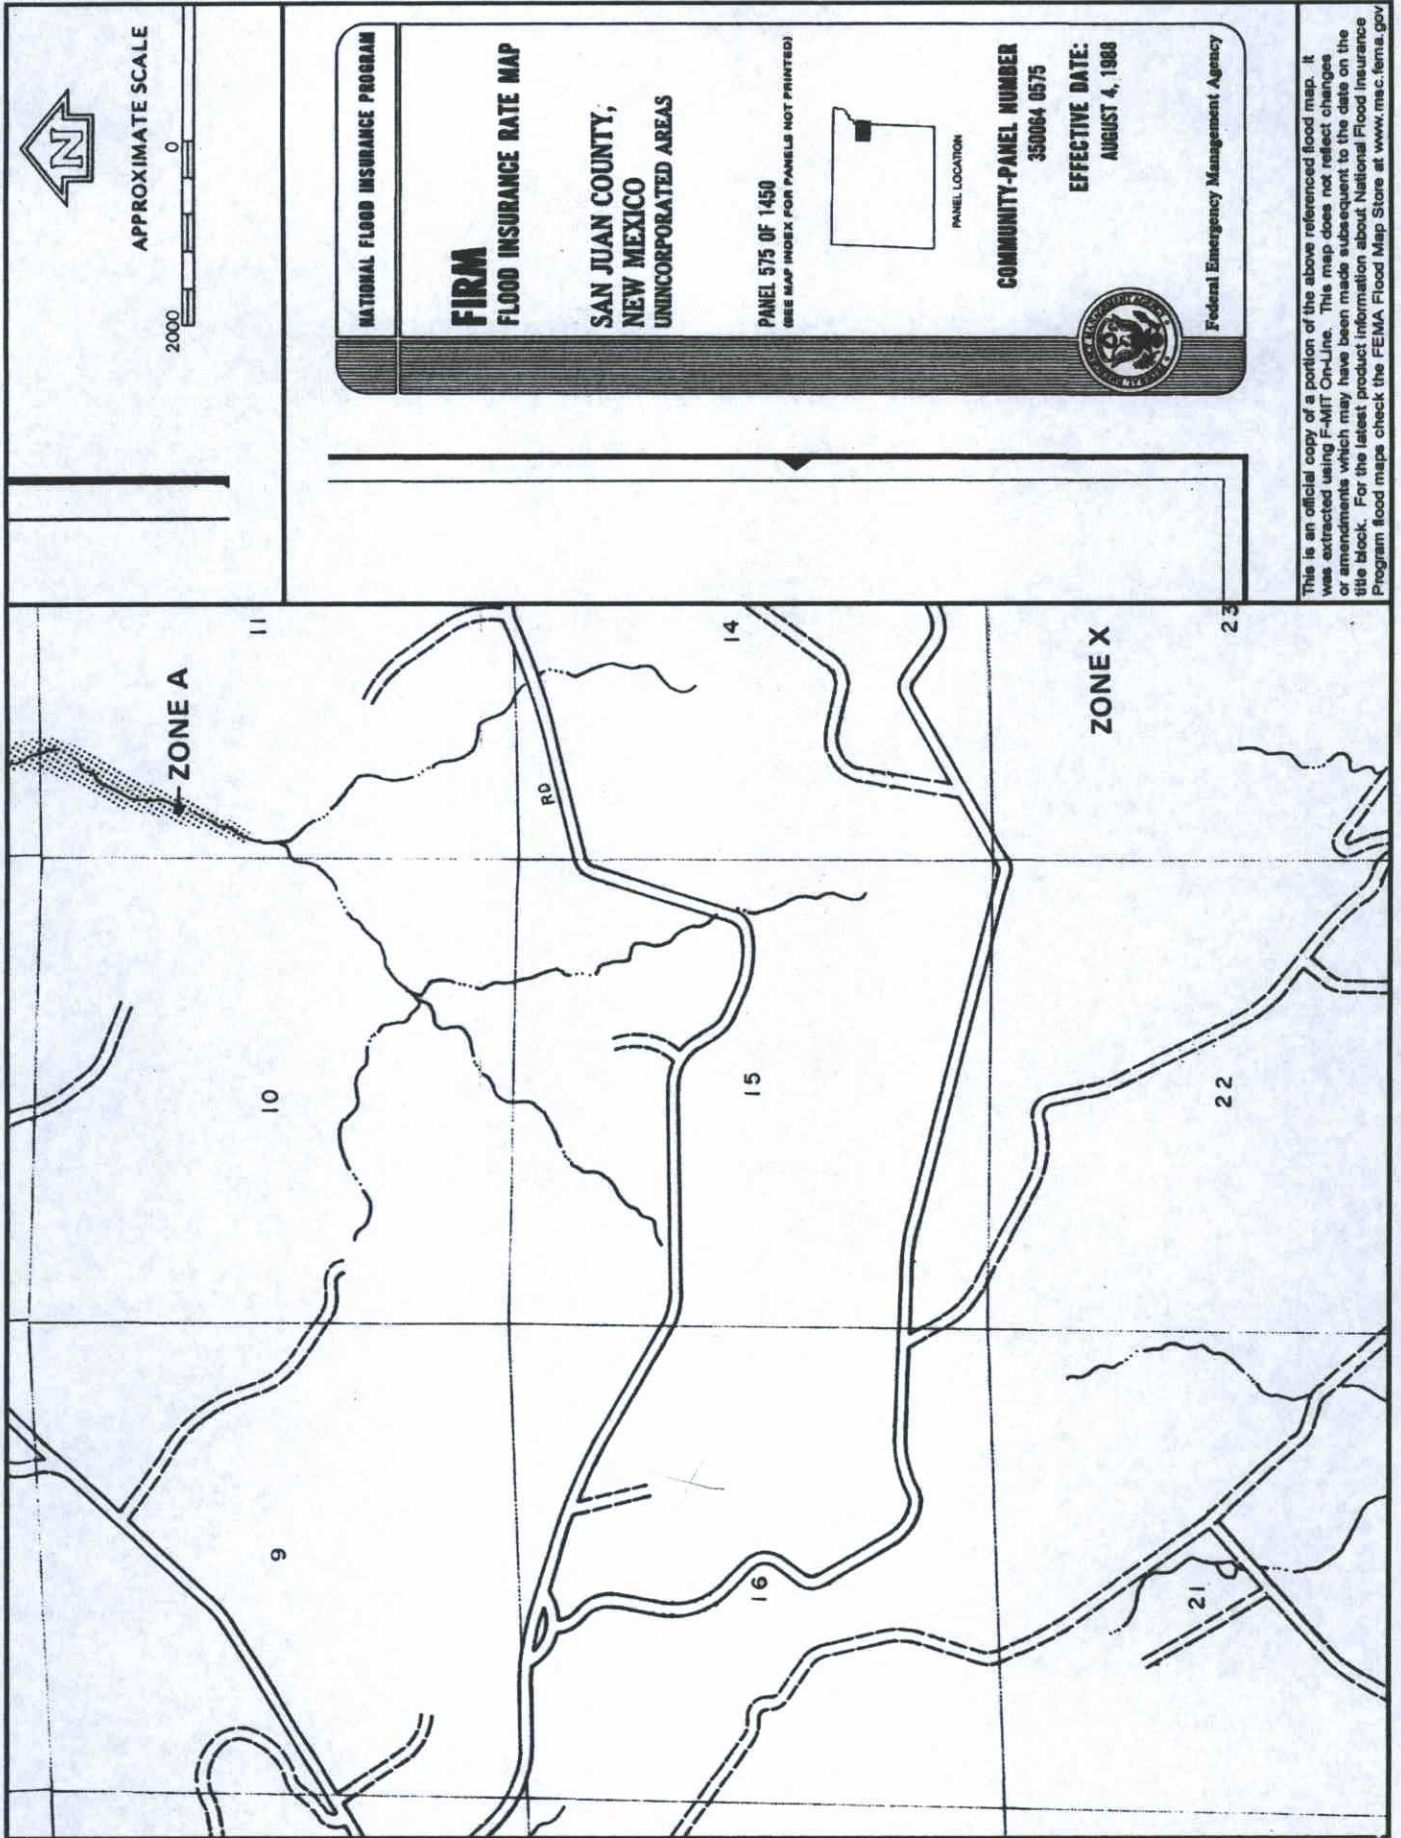 APPROXIMATE SCALE
2000 0
NATIONAL FLOOD INSURANCE PROGRAM
FIRM
FLOOD INSURANCE RATE MAP
SAN JUAN COUNTY,
NEW MEXICO
UNINCORPORATED AREAS
PANEL 575 OF 1450
(SEE MAP INDEX FOR PANELS NOT PRINTED)
PANEL LOCATION
COMMUNITY-PANEL NUMBER
350064 0575
EFFECTIVE DATE:
AUGUST 4, 1988
Federal Emergency Management Agency
This is an official copy of a portion of the above referenced flood map. It
was extracted using F-MIT On-Line. This map does not reflect changes
or amendments which may have been made subsequent to the date on the
title block. For the latest product information about National Flood Insurance
Program flood maps check the FEMA Flood Map Store at www.msc.fema.gov
N
ZONE A
11
10
9
RD
14
15
16
ZONE X
23
22
21